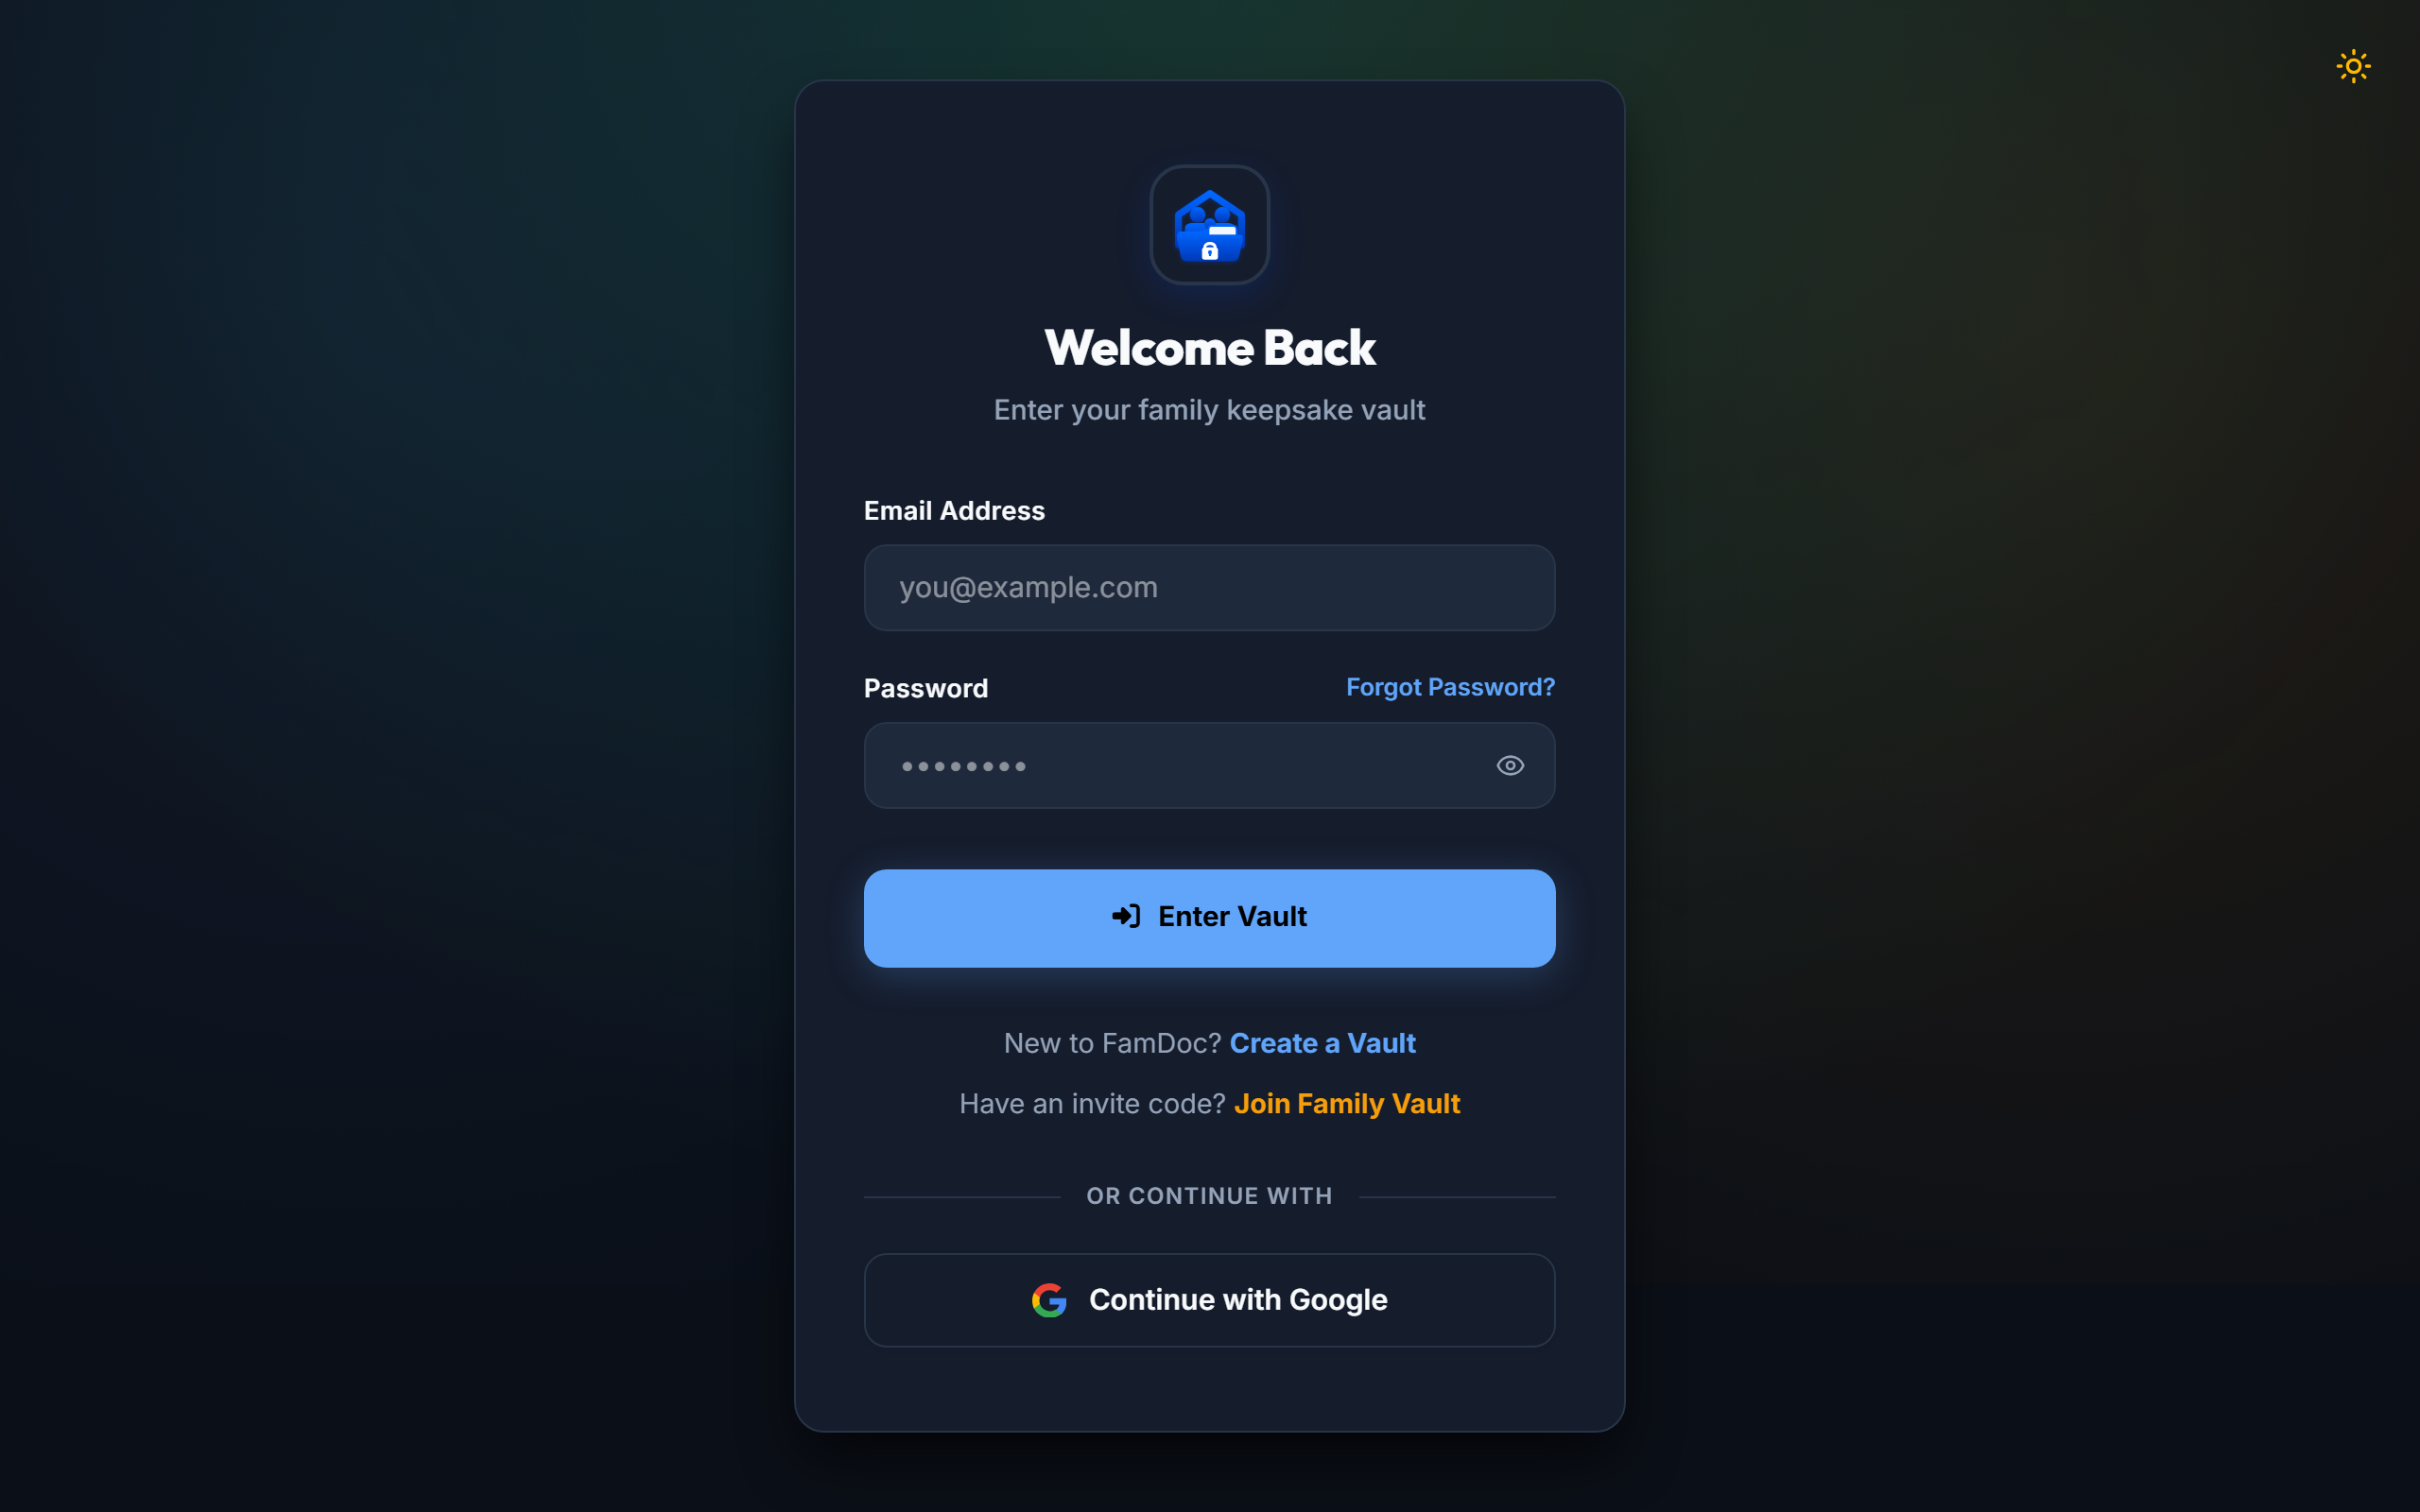 Welcome Back
Enter your family keepsake vault
Email Address
you@example.com
Password Forgot Password?
••••••••
Enter Vault
New to FamDoc? Create a Vault
Have an invite code? Join Family Vault
OR CONTINUE WITH
Continue with Google